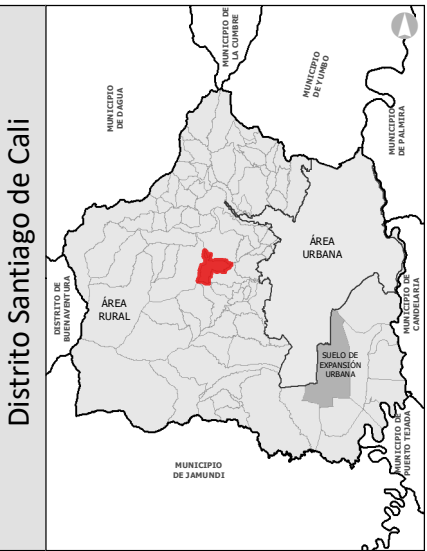 Distrito Santiago de Cali
MUNICIPIO
DE DAGUA
MUNICIPIO DE
LA CUMBRE
MUNICIPIO
DE YUMBO
MUNICIPIO
DE PALMIRA
DISTRITO DE
BUENAVENTURA
ÁREA
RURAL
ÁREA
URBANA
SUELO DE
EXPANSIÓN
URBANA
MUNICIPIO DE
CANDELARIA
MUNICIPIO
DE JAMUNDI
MUNICIPIO DE
PUERTO TEJADA